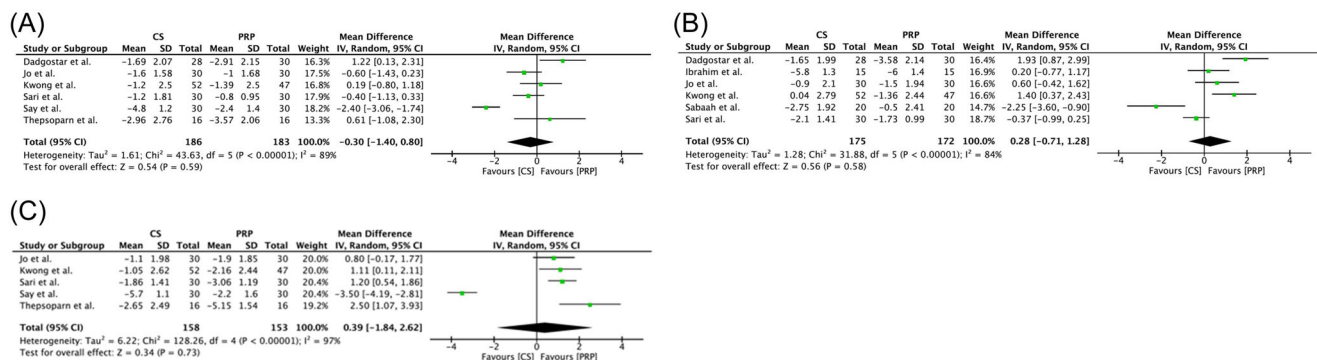 (A)
CS PRP Mean Difference Mean Difference
Study or Subgroup Mean SD Total Mean SD Total Weight IV, Random, 95% CI IV, Random, 95% CI
Dadgostar et al. -1.69 2.07 28 -2.91 2.15 30 16.3% 1.22 [0.13, 2.31]
Jo et al. -1.6 1.58 30 -1 1.68 30 17.5% -0.60 [-1.43, 0.23]
Kwong et al. -1.2 2.5 52 -1.39 2.5 47 16.9% 0.19 [-0.80, 1.18]
Sari et al. -1.2 1.81 30 -0.8 0.95 30 17.9% -0.40 [-1.13, 0.33]
Say et al. -4.8 1.2 30 -2.4 1.4 30 18.2% -2.40 [-3.06, -1.74]
Thepsoparn et al. -2.96 2.76 16 -3.57 2.06 16 13.3% 0.61 [-1.08, 2.30]
Total (95% CI) 186 183 100.0% -0.30 [-1.40, 0.80]
Heterogeneity: Tau² = 1.61; Chi² = 43.63, df = 5 (P < 0.00001); I² = 89%
Test for overall effect: Z = 0.54 (P = 0.59)
-4 -2 0 2 4
Favours [CS] Favours [PRP]
(B)
CS PRP Mean Difference Mean Difference
Study or Subgroup Mean SD Total Mean SD Total Weight IV, Random, 95% CI IV, Random, 95% CI
Dadgostar et al. -1.65 1.99 28 -3.58 2.14 30 16.4% 1.93 [0.87, 2.99]
Ibrahim et al. -5.8 1.3 15 -6 1.4 15 16.9% 0.20 [-0.77, 1.17]
Jo et al. -0.9 2.1 30 -1.5 1.94 30 16.7% 0.60 [-0.42, 1.62]
Kwong et al. 0.04 2.79 52 -1.36 2.44 47 16.6% 1.40 [0.37, 2.43]
Sabaah et al. -2.75 1.92 20 -0.5 2.41 20 14.7% -2.25 [-3.60, -0.90]
Sari et al. -2.1 1.41 30 -1.73 0.99 30 18.7% -0.37 [-0.99, 0.25]
Total (95% CI) 175 172 100.0% 0.28 [-0.71, 1.28]
Heterogeneity: Tau² = 1.28; Chi² = 31.88, df = 5 (P < 0.00001); I² = 84%
Test for overall effect: Z = 0.56 (P = 0.58)
-4 -2 0 2 4
Favours [CS] Favours [PRP]
(C)
CS PRP Mean Difference Mean Difference
Study or Subgroup Mean SD Total Mean SD Total Weight IV, Random, 95% CI IV, Random, 95% CI
Jo et al. -1.1 1.98 30 -1.9 1.85 30 20.0% 0.80 [-0.17, 1.77]
Kwong et al. -1.05 2.62 52 -2.16 2.44 47 20.0% 1.11 [0.11, 2.11]
Sari et al. -1.86 1.41 30 -3.06 1.19 30 20.4% 1.20 [0.54, 1.86]
Say et al. -5.7 1.1 30 -2.2 1.6 30 20.4% -3.50 [-4.19, -2.81]
Thepsoparn et al. -2.65 2.49 16 -5.15 1.54 16 19.2% 2.50 [1.07, 3.93]
Total (95% CI) 158 153 100.0% 0.39 [-1.84, 2.62]
Heterogeneity: Tau² = 6.22; Chi² = 128.26, df = 4 (P < 0.00001); I² = 97%
Test for overall effect: Z = 0.34 (P = 0.73)
-4 -2 0 2 4
Favours [CS] Favours [PRP]